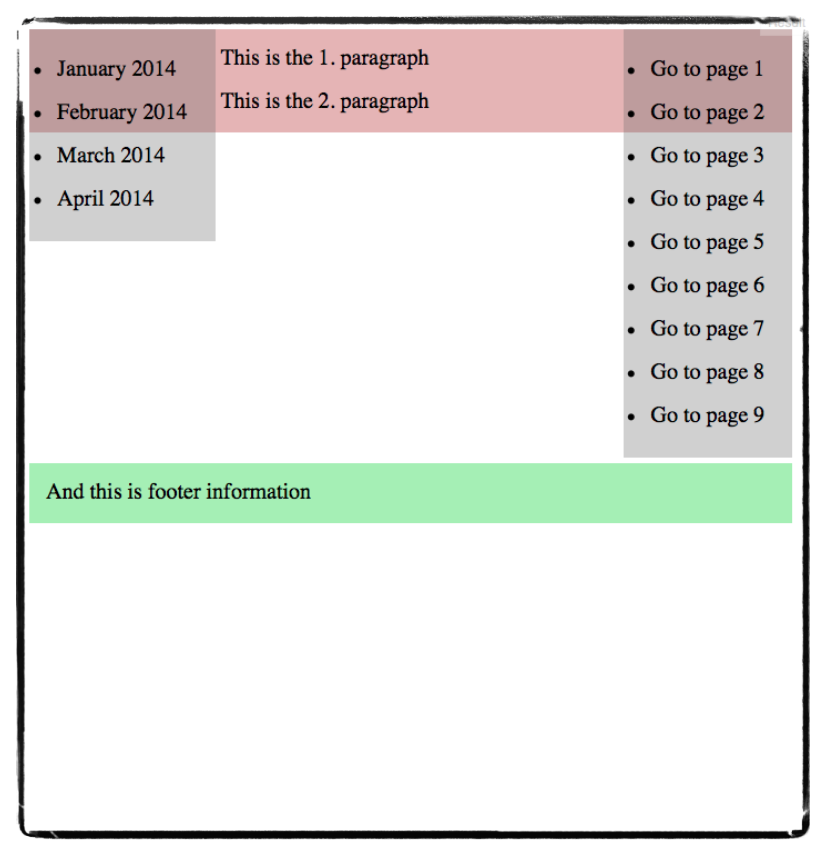 January 2014
February 2014
March 2014
April 2014
This is the 1. paragraph
This is the 2. paragraph
Go to page 1
Go to page 2
Go to page 3
Go to page 4
Go to page 5
Go to page 6
Go to page 7
Go to page 8
Go to page 9
And this is footer information